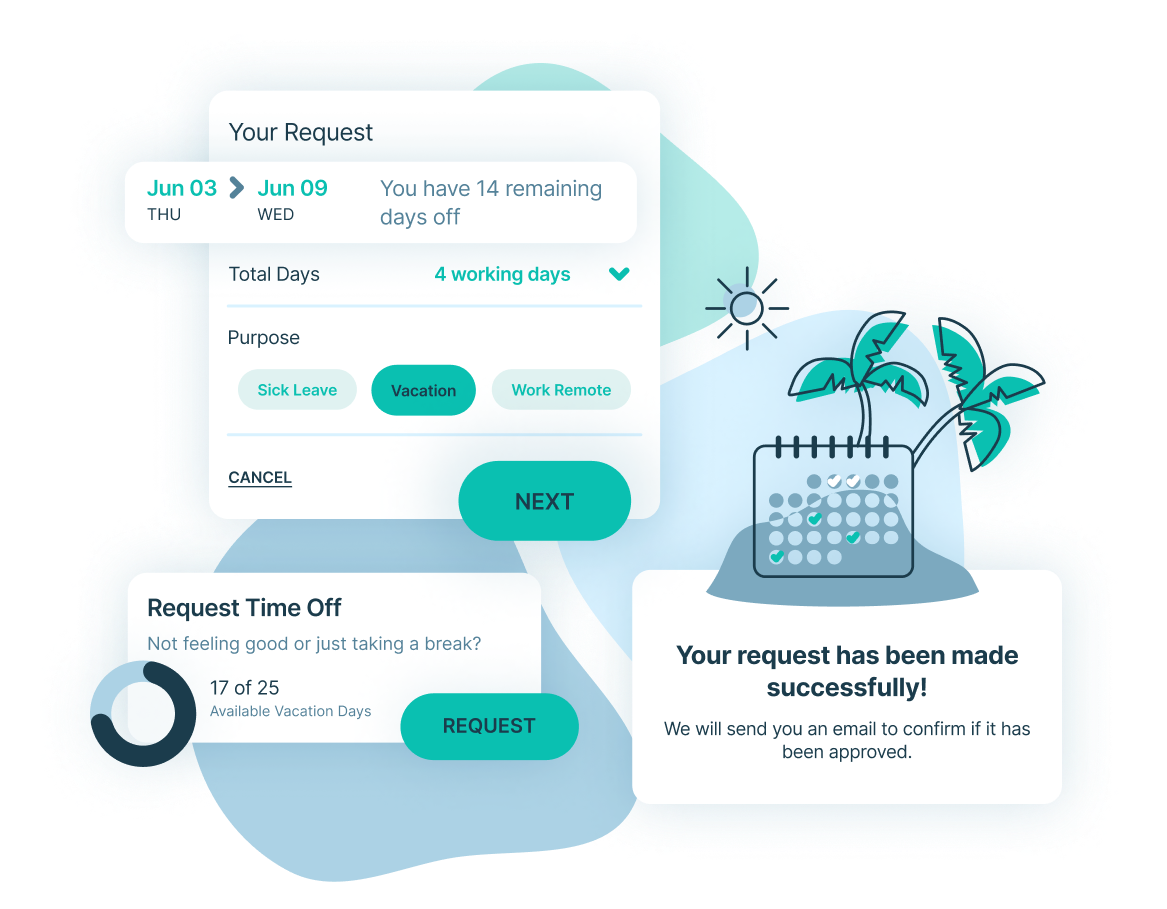 Your Request
Jun 03 Jun 09
THU WED
You have 14 remaining
days off
Total Days 4 working days
Purpose
Sick Leave Vacation Work Remote
CANCEL
NEXT
Request Time Off
Not feeling good or just taking a break?
17 of 25
Available Vacation Days
REQUEST
Your request has been made
successfully!
We will send you an email to confirm if it has
been approved.